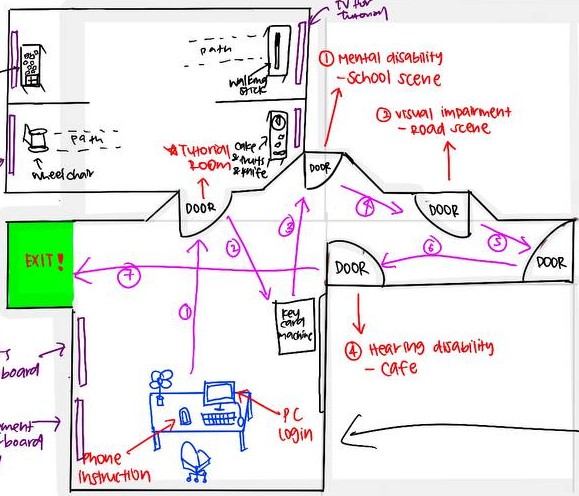 TV for
tutorial
path
walking
stick
① Mental disability
- School scene
path
wheelchair
cake
& fruits
& knife
② Visual impairment
- Road scene
★Tutorial
Room
DOOR
DOOR
DOOR
DOOR
DOOR
EXIT!
①
②
③
④
⑤
⑥
⑦
key
card
machine
④ Hearing disability
- Cafe
board
board
PC
LOGIN
Phone
instruction